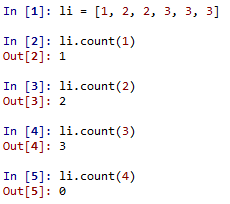 In [1]: li = [1, 2, 2, 3, 3, 3]
In [2]: li.count(1)
Out[2]: 1
In [3]: li.count(2)
Out[3]: 2
In [4]: li.count(3)
Out[4]: 3
In [5]: li.count(4)
Out[5]: 0